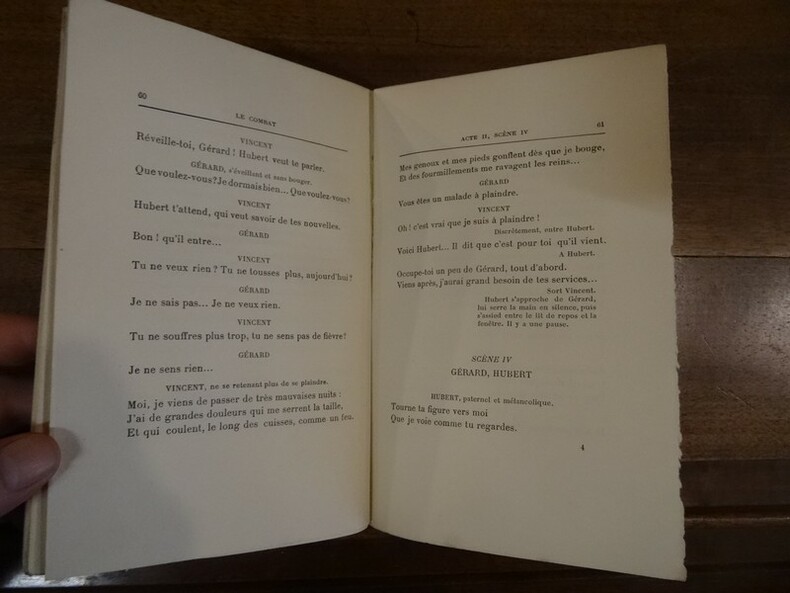 60
LE COMBAT
VINCENT
Réveille-toi, Gérard ! Hubert veut te parler.
GÉRARD, s'éveillant et sans bouger.
Que voulez-vous? Je dormais bien... Que voulez-vous?
VINCENT
Hubert t'attend, qui veut savoir de tes nouvelles.
GÉRARD
Bon ! qu'il entre...
VINCENT
Tu ne veux rien ? Tu ne tousses plus, aujourd'hui?
GÉRARD
Je ne sais pas... Je ne veux rien.
VINCENT
Tu ne souffres plus trop, tu ne sens pas de fièvre?
GÉRARD
Je ne sens rien...
VINCENT, ne se retenant plus de se plaindre.
Moi, je viens de passer de très mauvaises nuits :
J'ai de grandes douleurs qui me serrent la taille,
Et qui coulent, le long des cuisses, comme un feu.
ACTE II, SCÈNE IV
61
Mes genoux et mes pieds gonflent dès que je bouge,
Et des fourmillements me ravagent les reins...
GÉRARD
Vous êtes un malade à plaindre.
VINCENT
Oh ! c'est vrai que je suis à plaindre !
Discrètement, entre Hubert.
Voici Hubert... Il dit que c'est pour toi qu'il vient.
A Hubert.
Occupe-toi un peu de Gérard, tout d'abord.
Viens après, j'aurai grand besoin de tes services...
Sort Vincent.
Hubert s'approche de Gérard,
lui serre la main en silence, puis
s'assied entre le lit de repos et la
fenêtre. Il y a une pause.
SCÈNE IV
GÉRARD, HUBERT
HUBERT, paternel et mélancolique,
Tourne ta figure vers moi
Que je voie comme tu regardes.
4